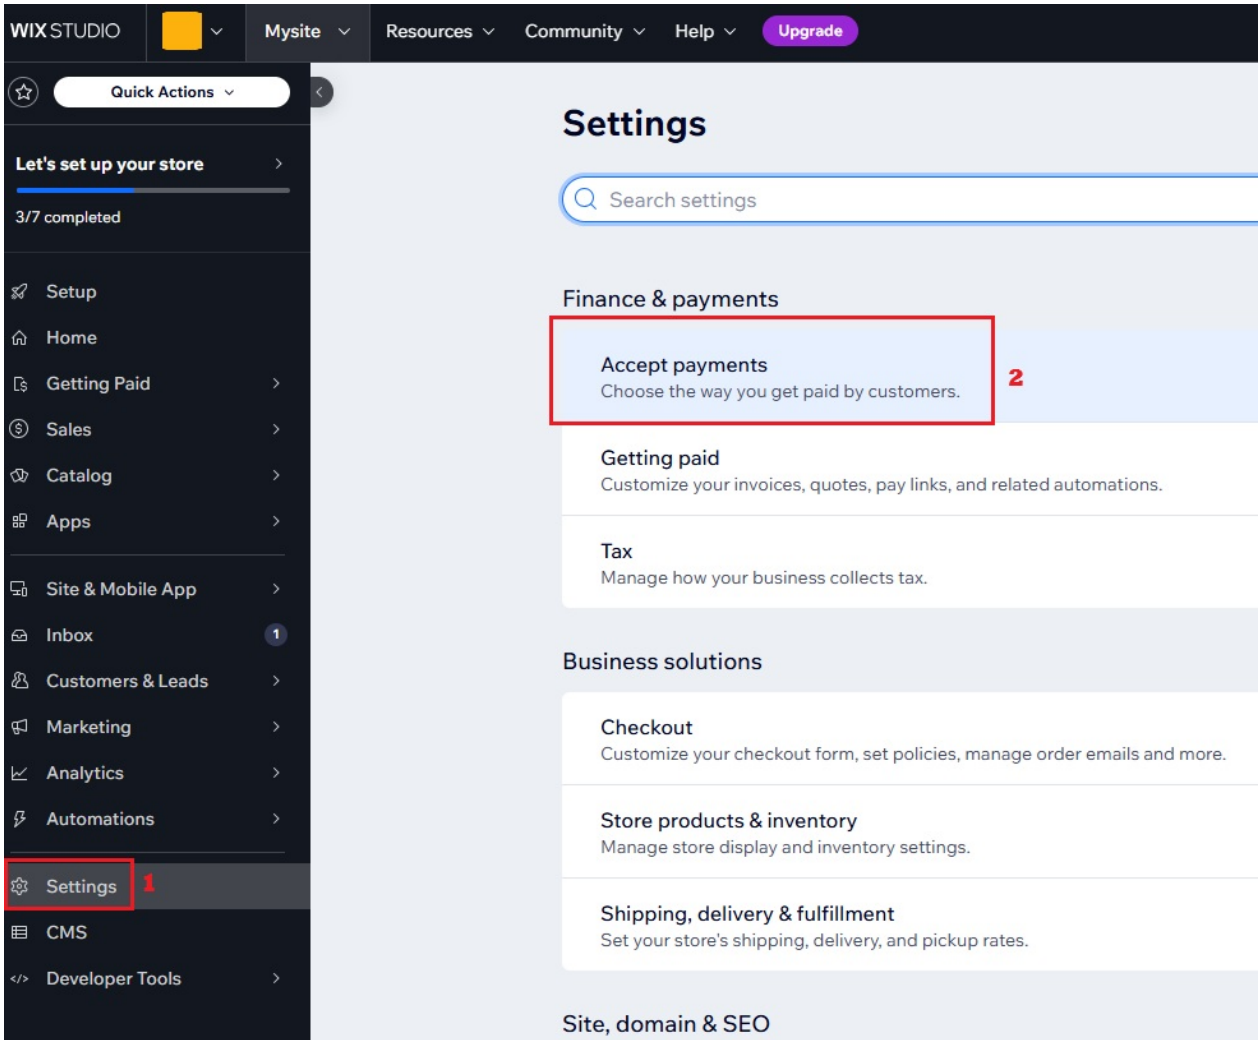 WIX STUDIO
Mysite
Resources
Community
Help
Upgrade
Quick Actions
Let's set up your store
3/7 completed
Setup
Home
Getting Paid
Sales
Catalog
Apps
Site & Mobile App
Inbox
1
Customers & Leads
Marketing
Analytics
Automations
Settings
1
CMS
</> Developer Tools
Settings
Search settings
Finance & payments
Accept payments
Choose the way you get paid by customers.
2
Getting paid
Customize your invoices, quotes, pay links, and related automations.
Tax
Manage how your business collects tax.
Business solutions
Checkout
Customize your checkout form, set policies, manage order emails and more.
Store products & inventory
Manage store display and inventory settings.
Shipping, delivery & fulfillment
Set your store's shipping, delivery, and pickup rates.
Site, domain & SEO